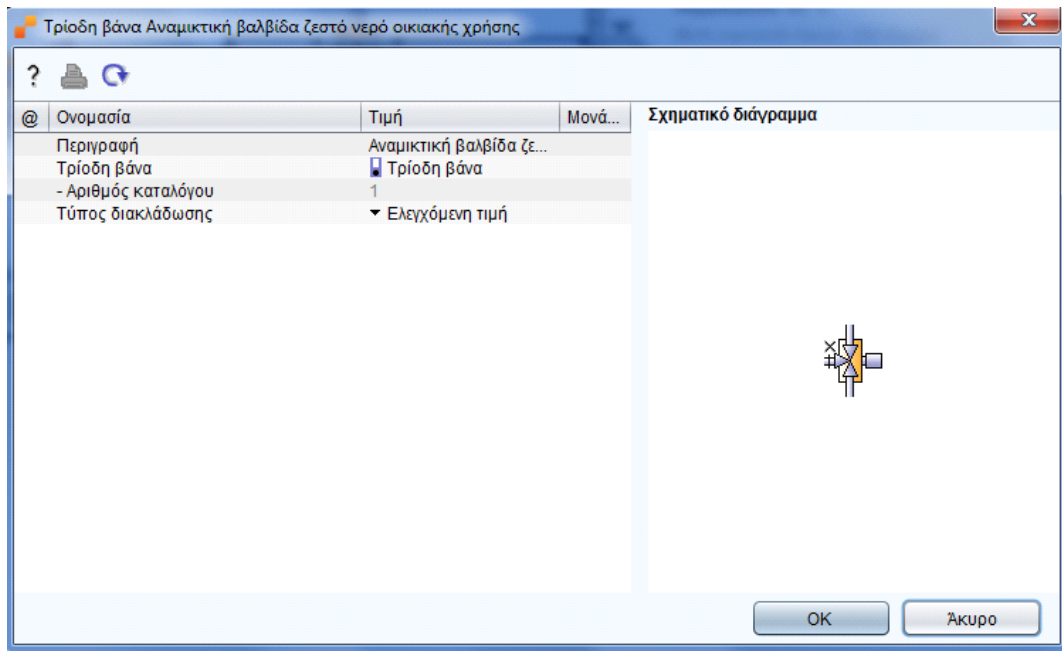 Τρίοδη βάνα Αναμικτική βαλβίδα ζεστό νερό οικιακής χρήσης
?
@ Ονομασία Τιμή Μονά... Σχηματικό διάγραμμα
Περιγραφή Αναμικτική βαλβίδα ζε...
Τρίοδη βάνα Τρίοδη βάνα
- Αριθμός καταλόγου 1
Τύπος διακλάδωσης Ελεγχόμενη τιμή
OK Άκυρο